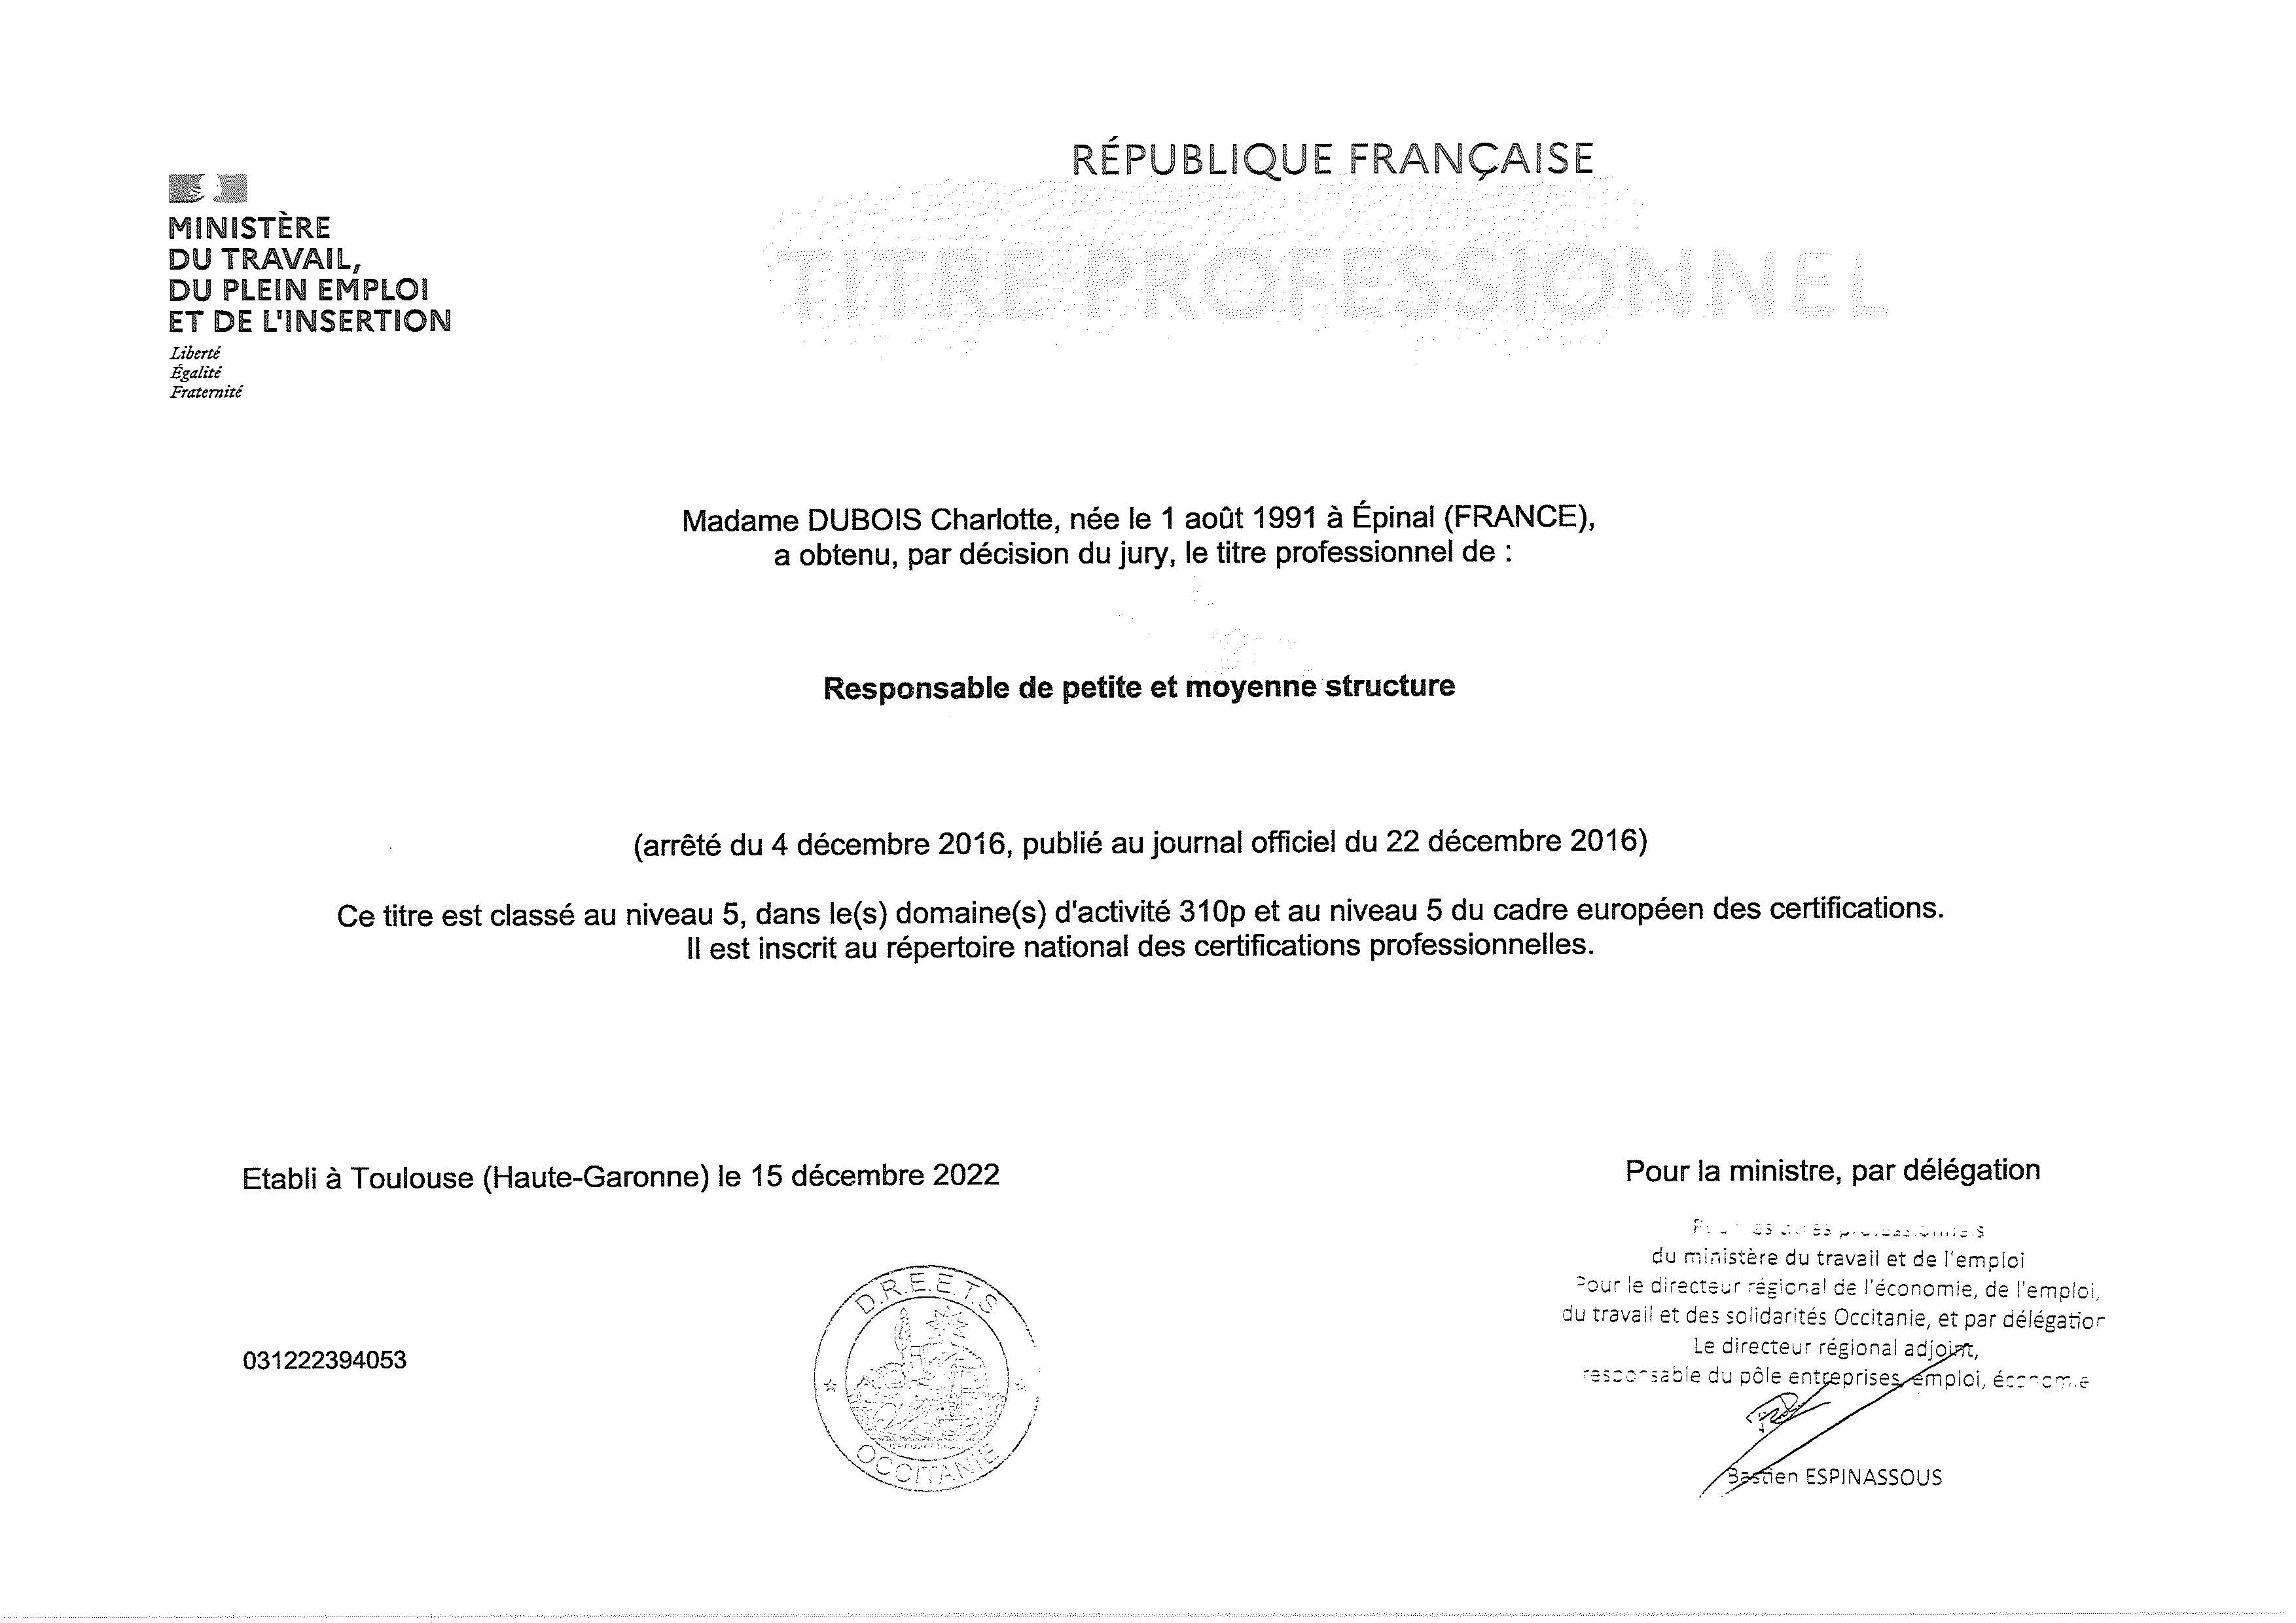 RÉPUBLIQUE FRANÇAISE
TITRE PROFESSIONNEL
MINISTÈRE
DU TRAVAIL,
DU PLEIN EMPLOI
ET DE L'INSERTION
Liberté
Égalité
Fraternité
Madame DUBOIS Charlotte, née le 1 août 1991 à Épinal (FRANCE),
a obtenu, par décision du jury, le titre professionnel de :
Responsable de petite et moyenne structure
(arrêté du 4 décembre 2016, publié au journal officiel du 22 décembre 2016)
Ce titre est classé au niveau 5, dans le(s) domaine(s) d'activité 310p et au niveau 5 du cadre européen des certifications.
Il est inscrit au répertoire national des certifications professionnelles.
Etabli à Toulouse (Haute-Garonne) le 15 décembre 2022
Pour la ministre, par délégation
du ministère du travail et de l'emploi
Pour le directeur régional de l'économie, de l'emploi,
du travail et des solidarités Occitanie, et par délégation
Le directeur régional adjoint,
responsable du pôle entreprises, emploi, économie
Bastien ESPINASSOUS
031222394053
D.R.E.E.T.S
OCCITANIE